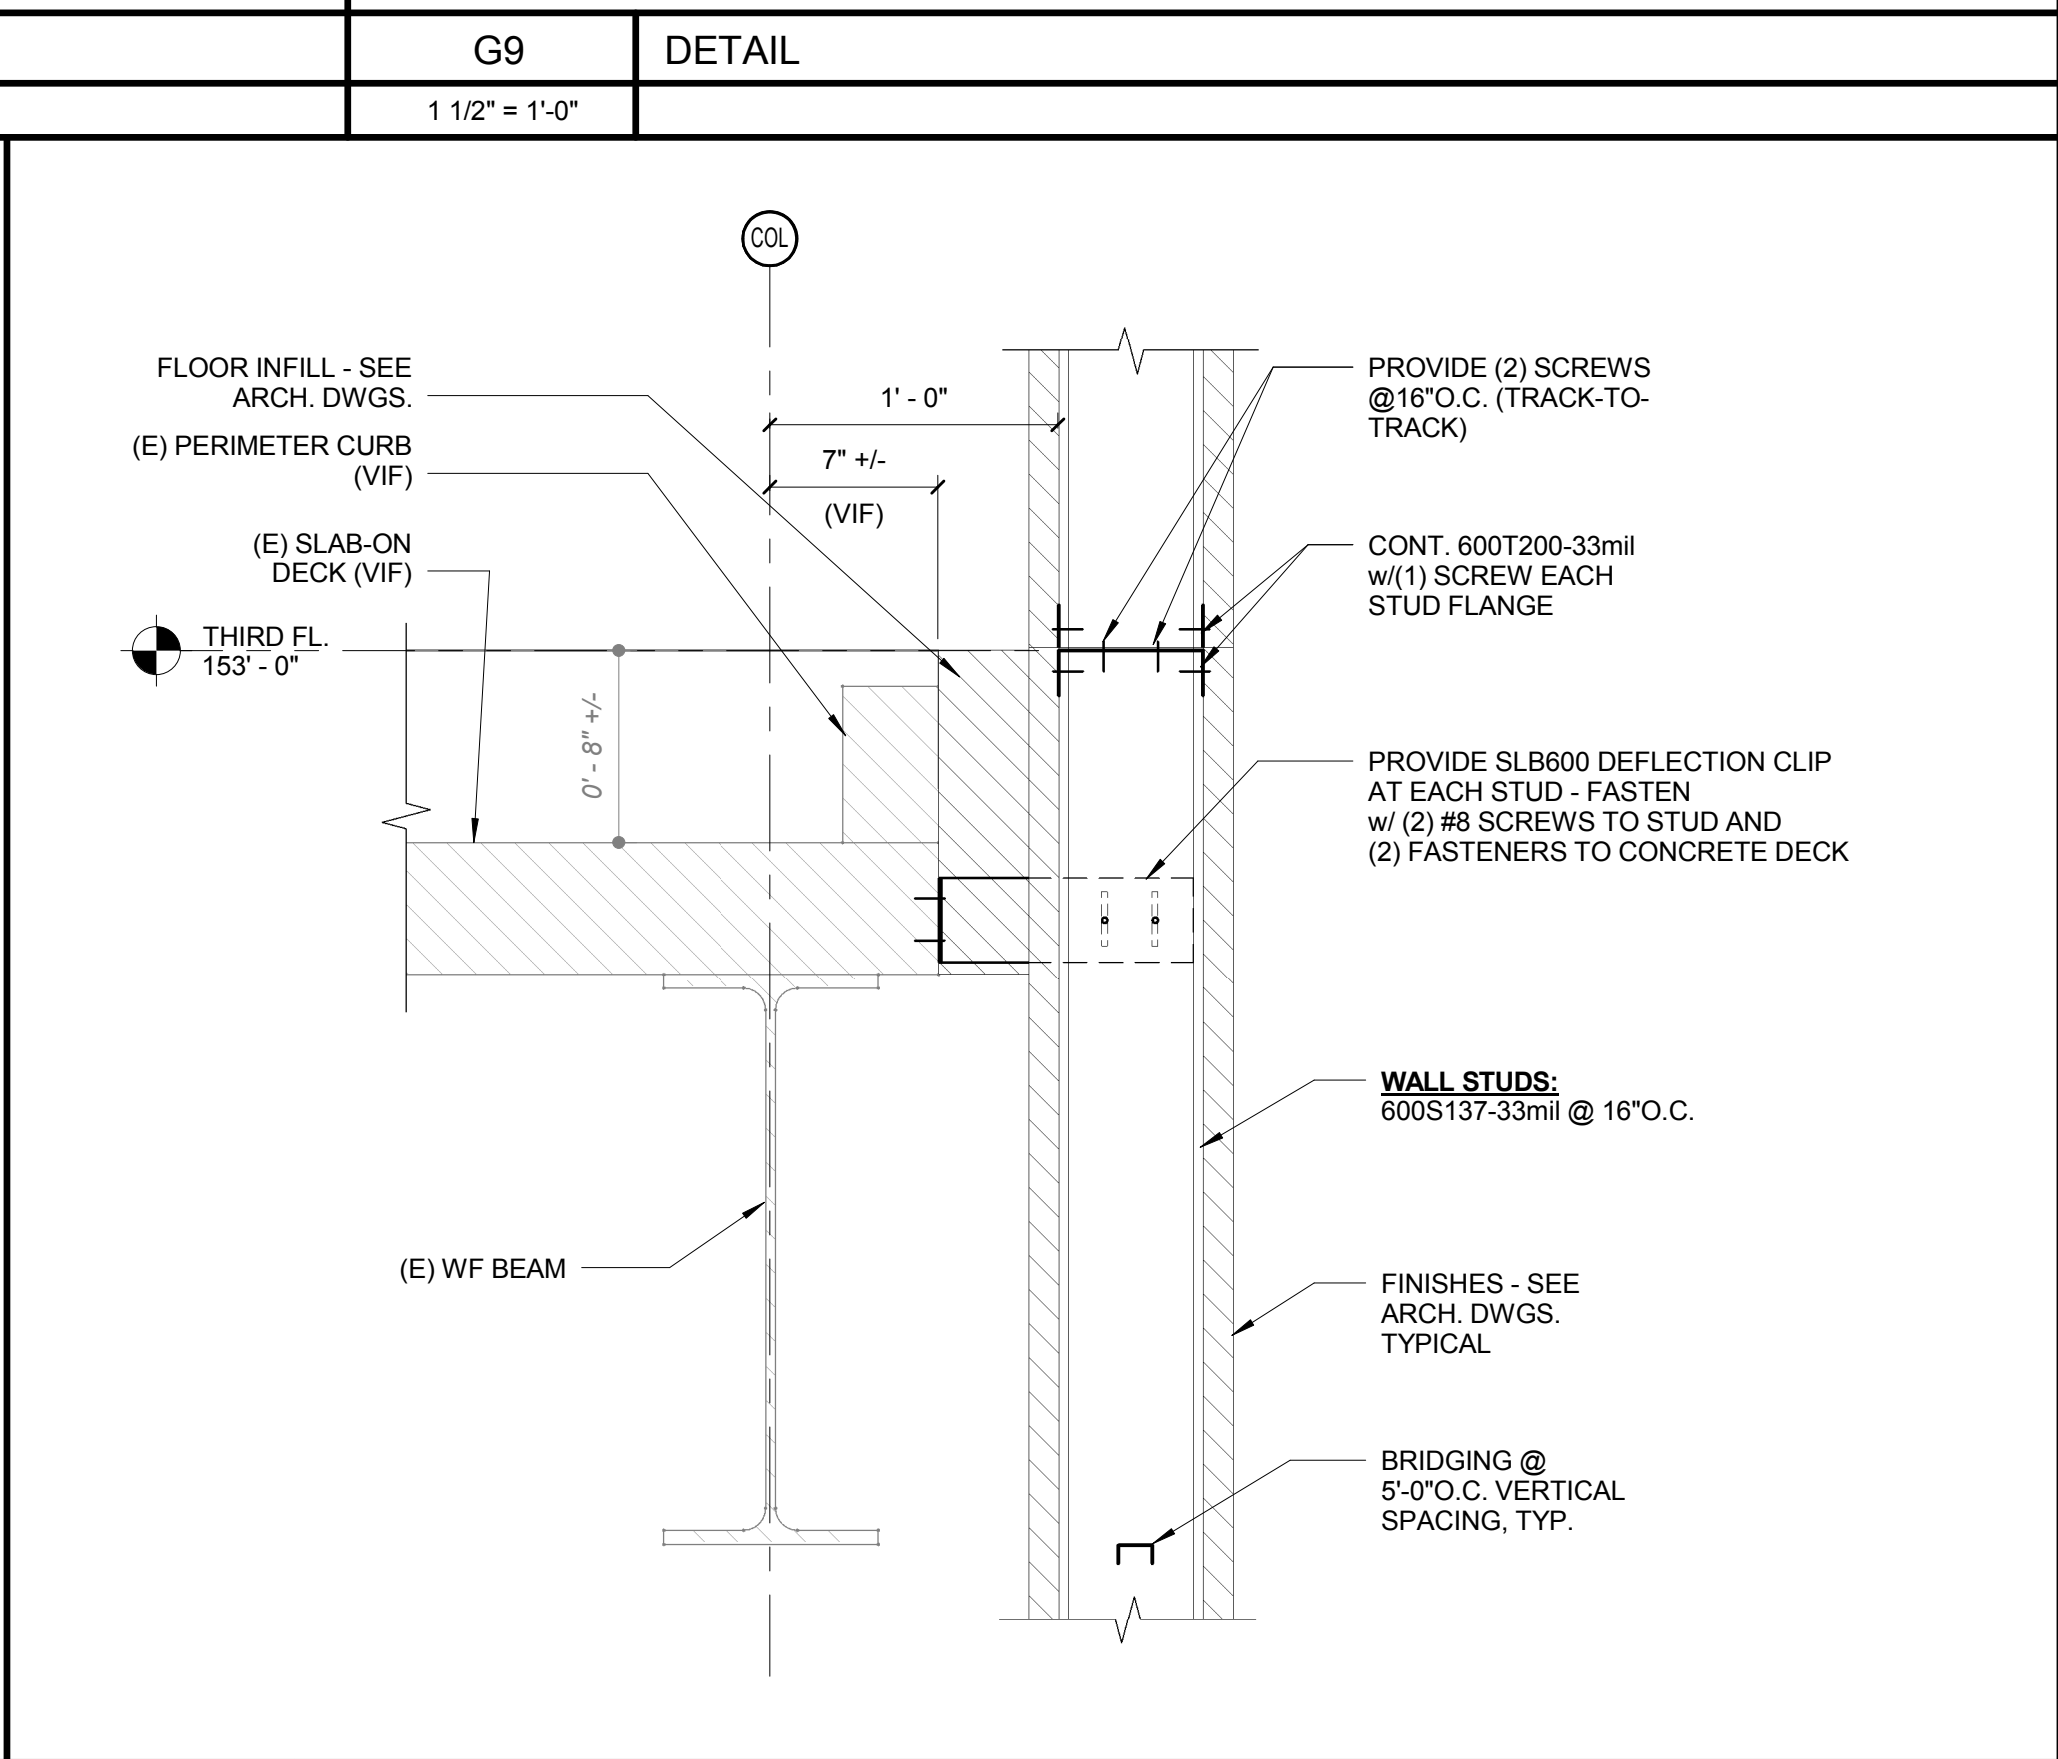 G9
DETAIL
1 1/2" = 1'-0"
COL
FLOOR INFILL - SEE
ARCH. DWGS.
(E) PERIMETER CURB
(VIF)
(E) SLAB-ON
DECK (VIF)
THIRD FL.
153' - 0"
1' - 0"
7" +/-
(VIF)
0' - 8" +/-
(E) WF BEAM
PROVIDE (2) SCREWS
@16"O.C. (TRACK-TO-
TRACK)
CONT. 600T200-33mil
w/(1) SCREW EACH
STUD FLANGE
PROVIDE SLB600 DEFLECTION CLIP
AT EACH STUD - FASTEN
w/ (2) #8 SCREWS TO STUD AND
(2) FASTENERS TO CONCRETE DECK
WALL STUDS:
600S137-33mil @ 16"O.C.
FINISHES - SEE
ARCH. DWGS.
TYPICAL
BRIDGING @
5'-0"O.C. VERTICAL
SPACING, TYP.